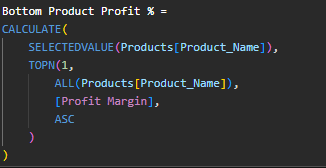 Bottom Product Profit % =
CALCULATE(
    SELECTEDVALUE(Products[Product_Name]),
    TOPN(1,
        ALL(Products[Product_Name]),
        [Profit Margin],
        ASC
    )
)